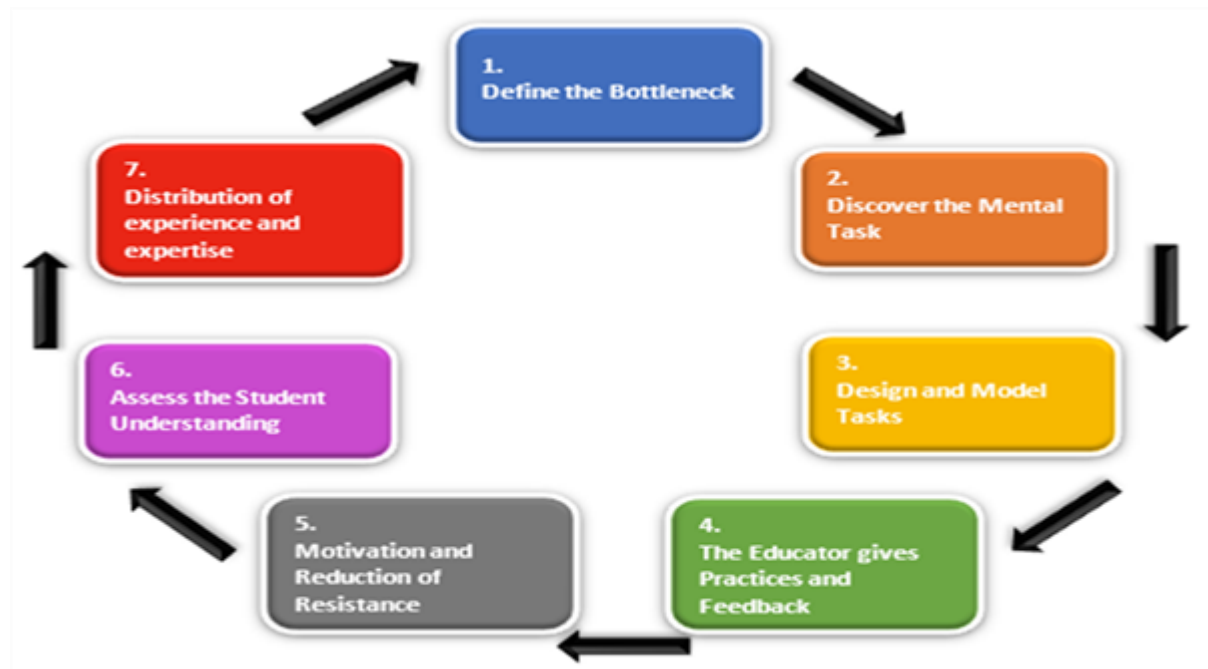 1.
Define the Bottleneck
2.
Discover the Mental
Task
3.
Design and Model
Tasks
4.
The Educator gives
Practices and
Feedback
5.
Motivation and
Reduction of
Resistance
6.
Assess the Student
Understanding
7.
Distribution of
experience and
expertise